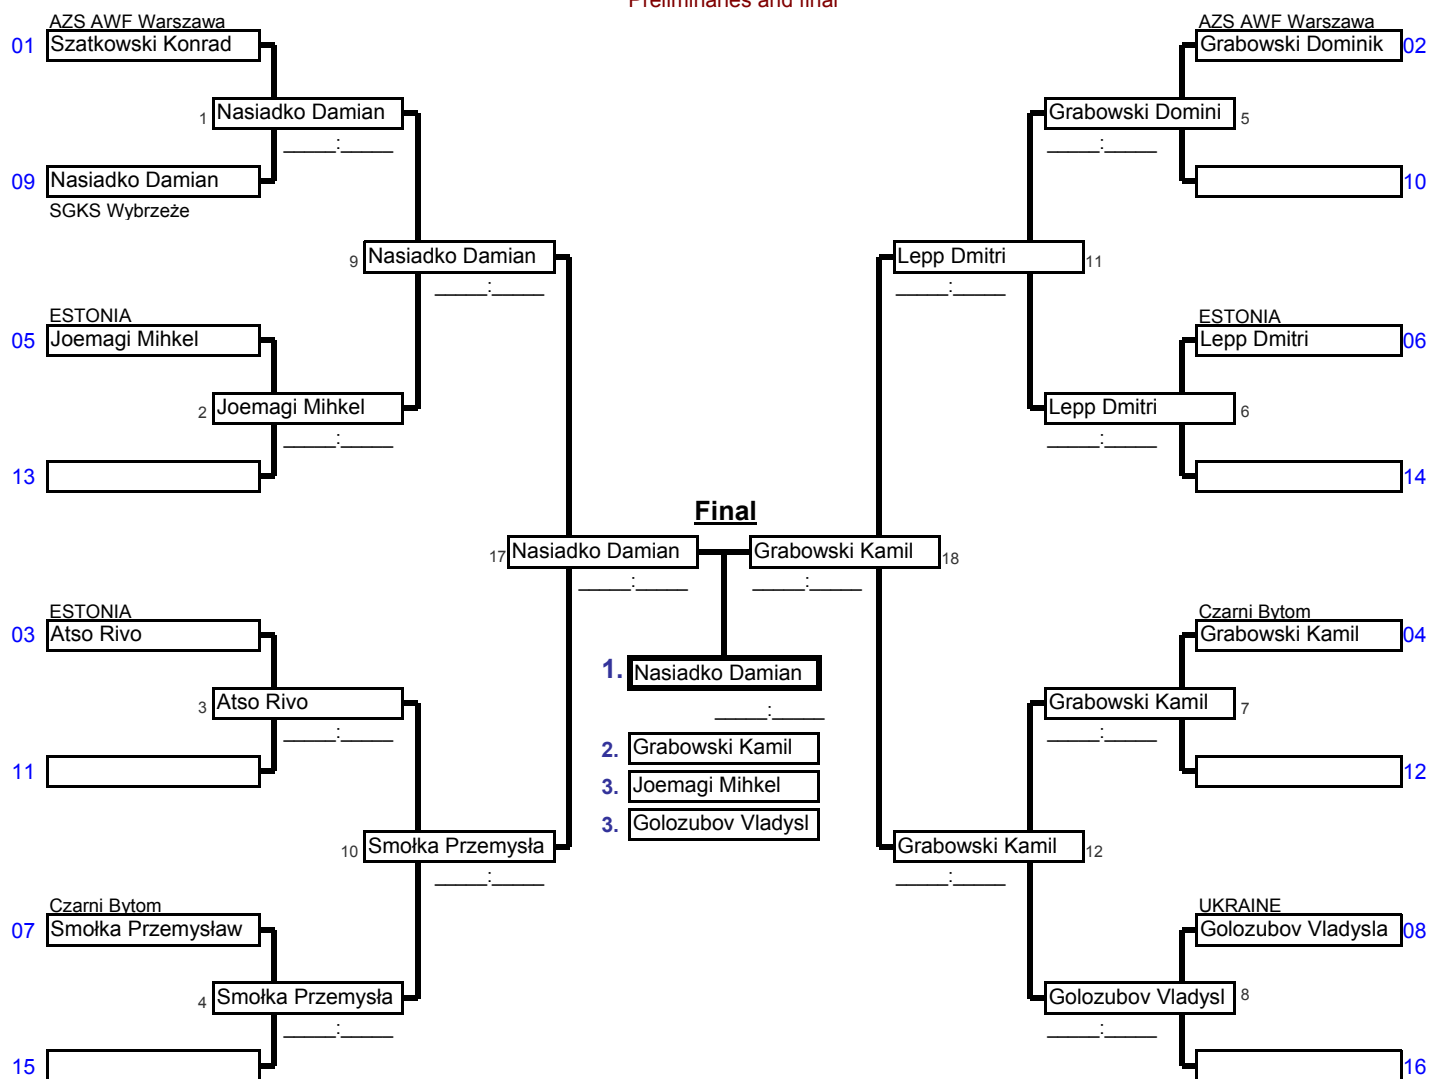 Preliminaries and final
AZS AWF Warszawa
01 Szatkowski Konrad
1 Nasiadko Damian
_____:_____
09 Nasiadko Damian
SGKS Wybrzeże
9 Nasiadko Damian
_____:_____
ESTONIA
05 Joemagi Mihkel
2 Joemagi Mihkel
_____:_____
13
17 Nasiadko Damian
_____:_____
ESTONIA
03 Atso Rivo
3 Atso Rivo
_____:_____
11
10 Smołka Przemysła
_____:_____
Czarni Bytom
07 Smołka Przemysław
4 Smołka Przemysła
_____:_____
15
Final
1. Nasiadko Damian
_____:_____
2. Grabowski Kamil
3. Joemagi Mihkel
3. Golozubov Vladysl
AZS AWF Warszawa
Grabowski Dominik 02
Grabowski Domini 5
_____:_____
10
Lepp Dmitri 11
_____:_____
ESTONIA
Lepp Dmitri 06
Lepp Dmitri 6
_____:_____
14
Grabowski Kamil 18
_____:_____
Czarni Bytom
Grabowski Kamil 04
Grabowski Kamil 7
_____:_____
12
Grabowski Kamil 12
_____:_____
UKRAINE
Golozubov Vladysla 08
Golozubov Vladysl 8
_____:_____
16